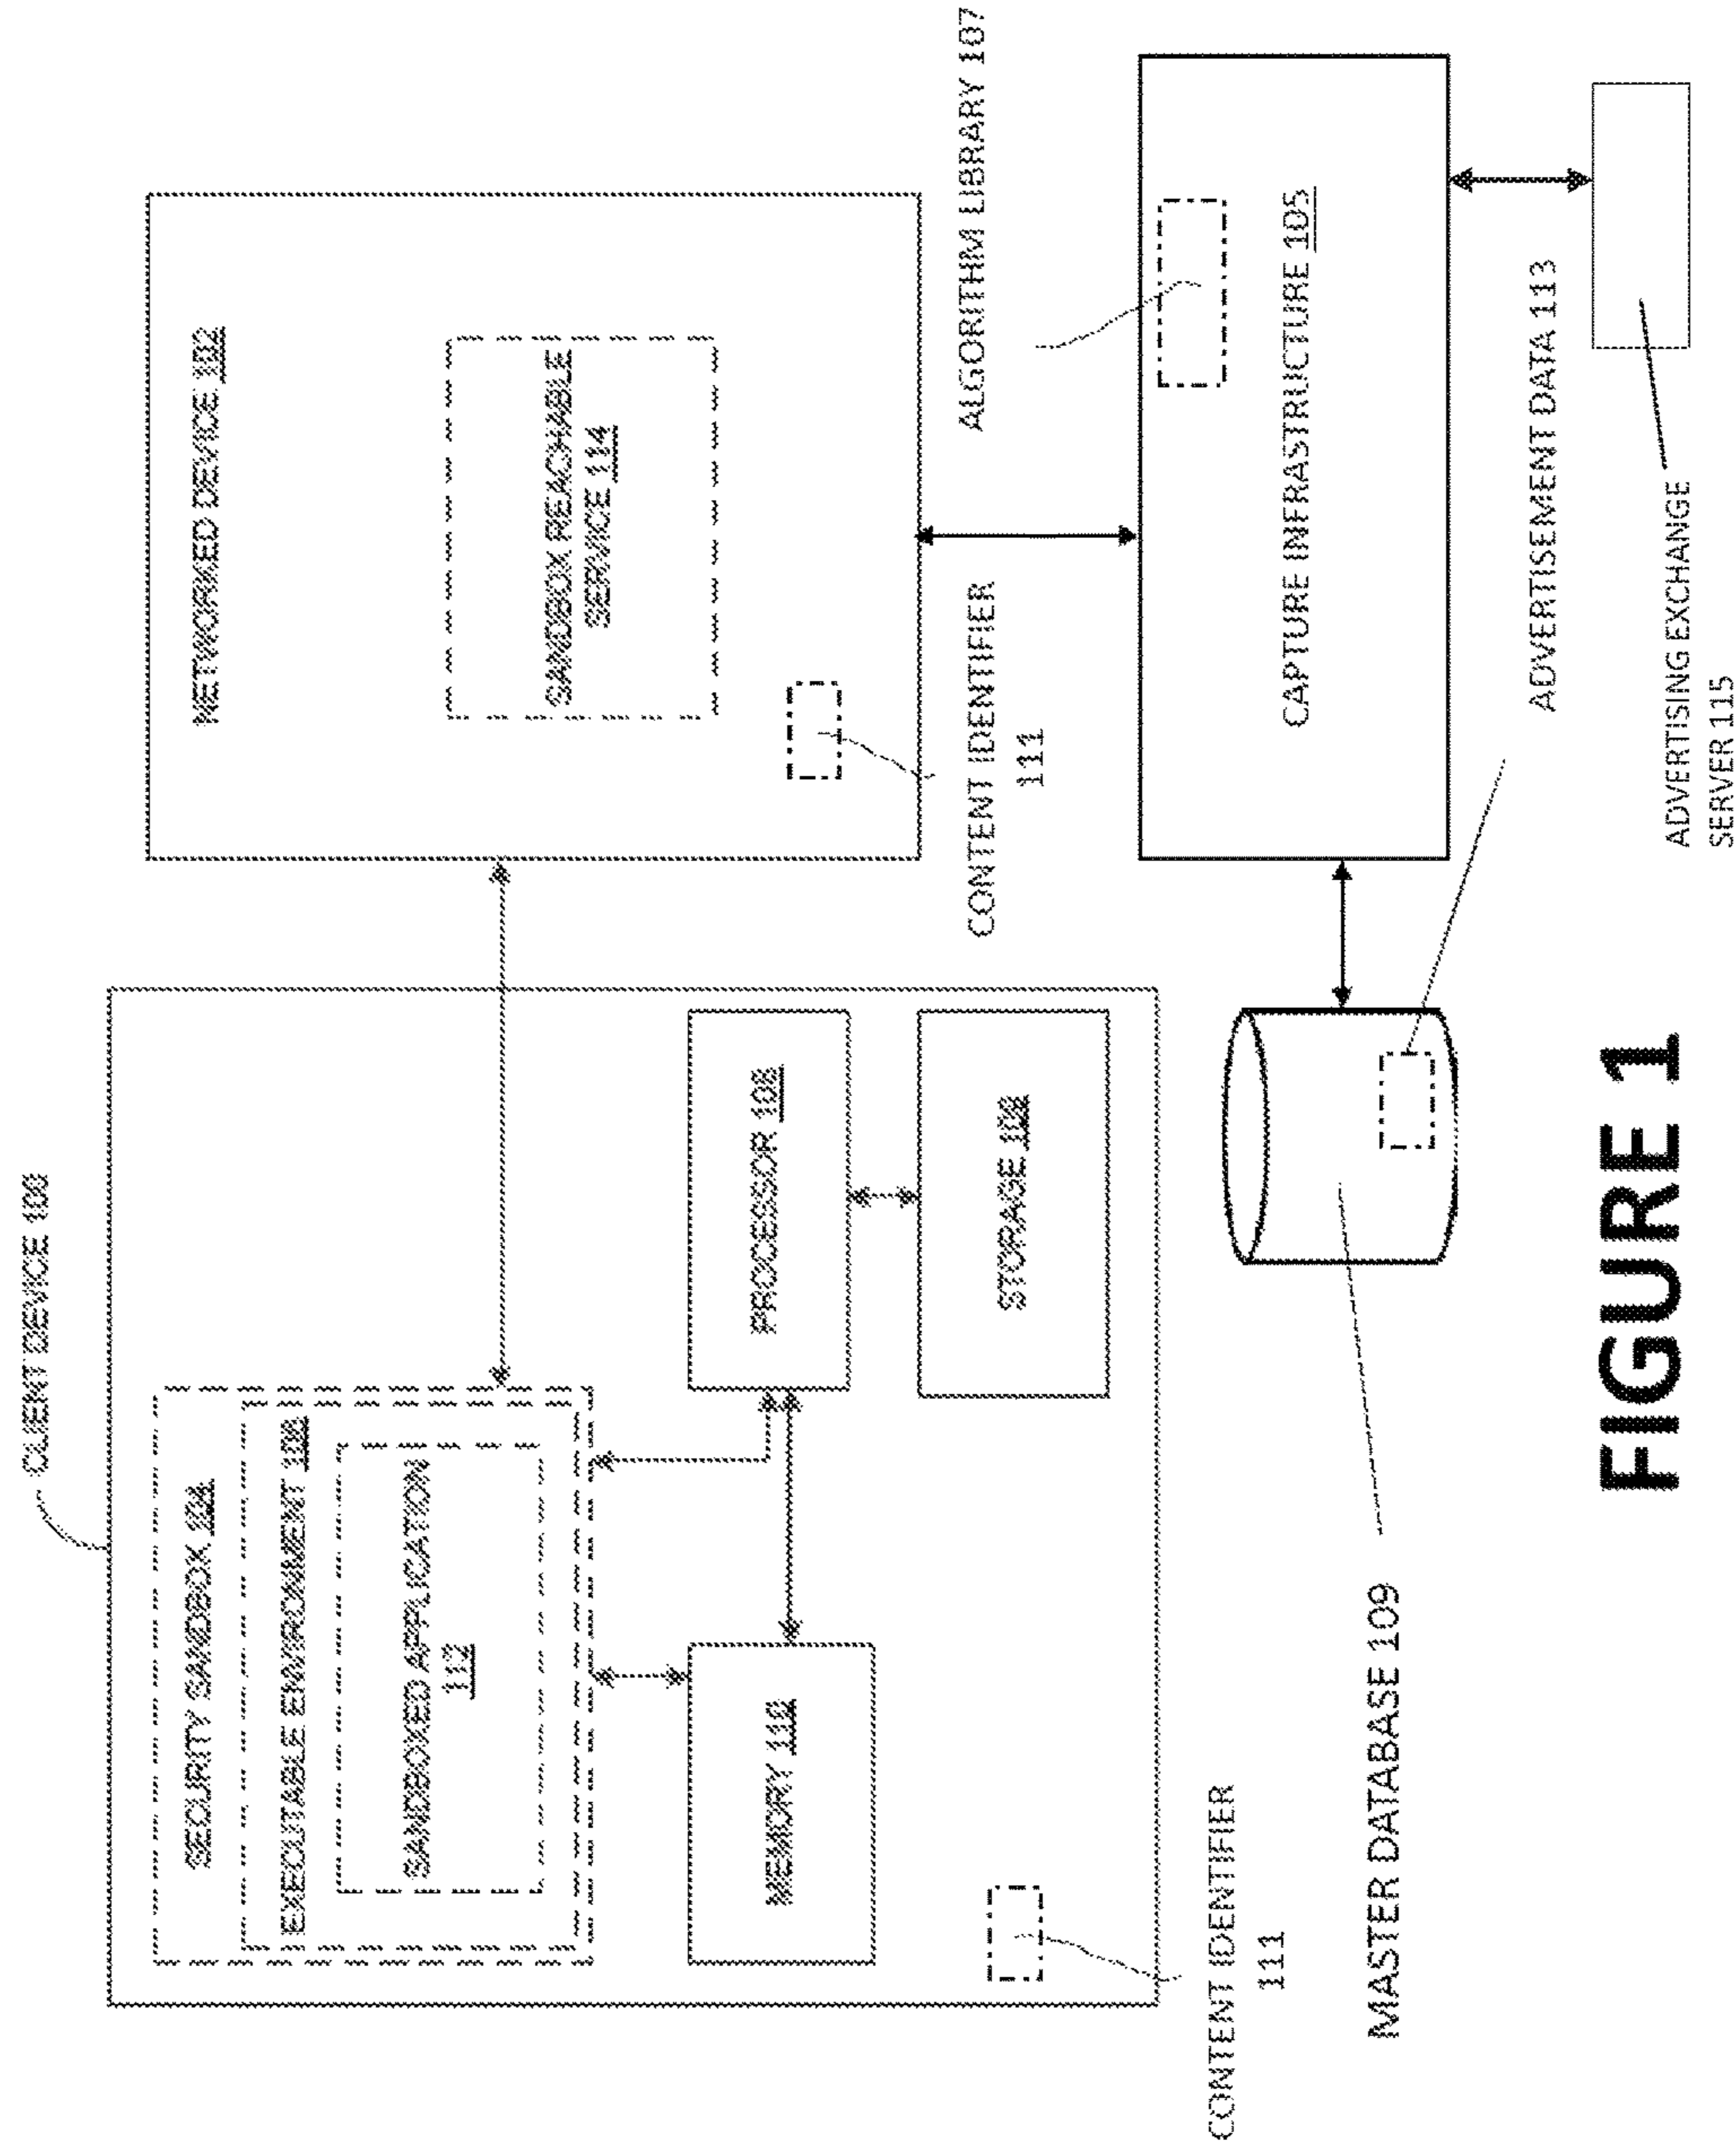 CLIENT DEVICE 100
SECURITY SANDBOX 104
EXECUTABLE ENVIRONMENT 106
SANDBOXED APPLICATION
112
MEMORY 110
PROCESSOR 108
STORAGE
CONTENT IDENTIFIER
111
NETWORKED DEVICE 102
SANDBOX REACHABLE
SERVICE 114
CONTENT IDENTIFIER
111
ALGORITHM LIBRARY 107
CAPTURE INFRASTRUCTURE 105
MASTER DATABASE 109
ADVERTISEMENT DATA 113
ADVERTISING EXCHANGE
SERVER 115
FIGURE 1